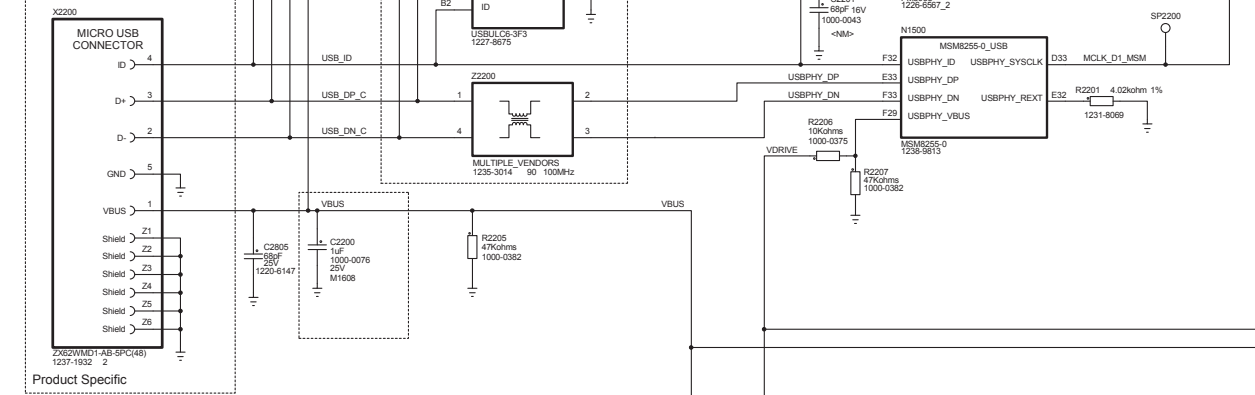 X2200
MICRO USB
CONNECTOR
ID
4
D+
3
D-
2
GND
5
VBUS
1
Shield
Z1
Shield
Z2
Shield
Z3
Shield
Z4
Shield
Z5
Shield
Z6
ZX62WMD1-AB-5PC(48)
1237-1932 2
Product Specific
B2
ID
USBULC6-3F3
1227-8675
USB_ID
USB_DP_C
USB_DN_C
Z2200
1
2
4
3
MULTIPLE_VENDORS
1235-3014 90 100MHz
VBUS
VBUS
C2805
68pF
25V
1220-6147
C2200
1uF
1000-0076
25V
M1608
R2205
47Kohms
1000-0382
68pF 16V
1000-0043
<NM>
1226-6567_2
N1500
MSM8255-0_USB
F32
USBPHY_ID
USBPHY_SYSCLK
D33
MCLK_D1_MSM
SP2200
USBPHY_DP
E33
USBPHY_DP
USBPHY_DN
F33
USBPHY_DN
USBPHY_REXT
E32
R2201 4.02kohm 1%
1231-8069
F29
USBPHY_VBUS
MSM8255-0
1238-9813
R2206
10Kohms
1000-0375
VDRIVE
R2207
47Kohms
1000-0382